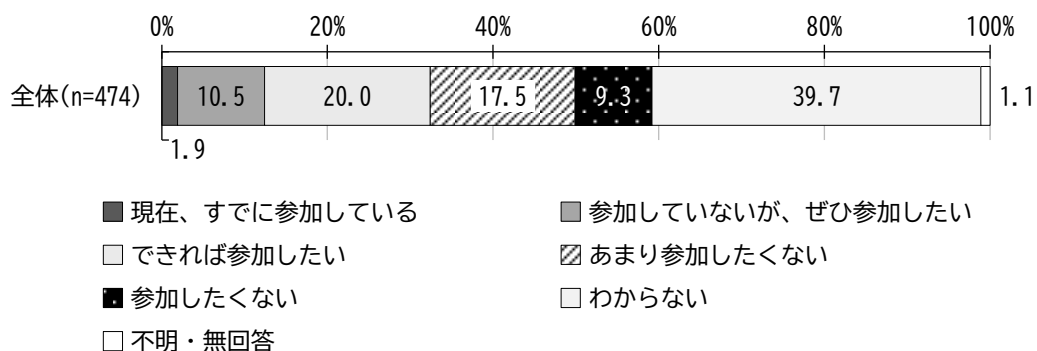 0% 20% 40% 60% 80% 100%
全体(n=474) 10.5 20.0 17.5 9.3 39.7 1.1
1.9
現在、すでに参加している 参加していないが、ぜひ参加したい
できれば参加したい あまり参加したくない
参加したくない わからない
不明・無回答